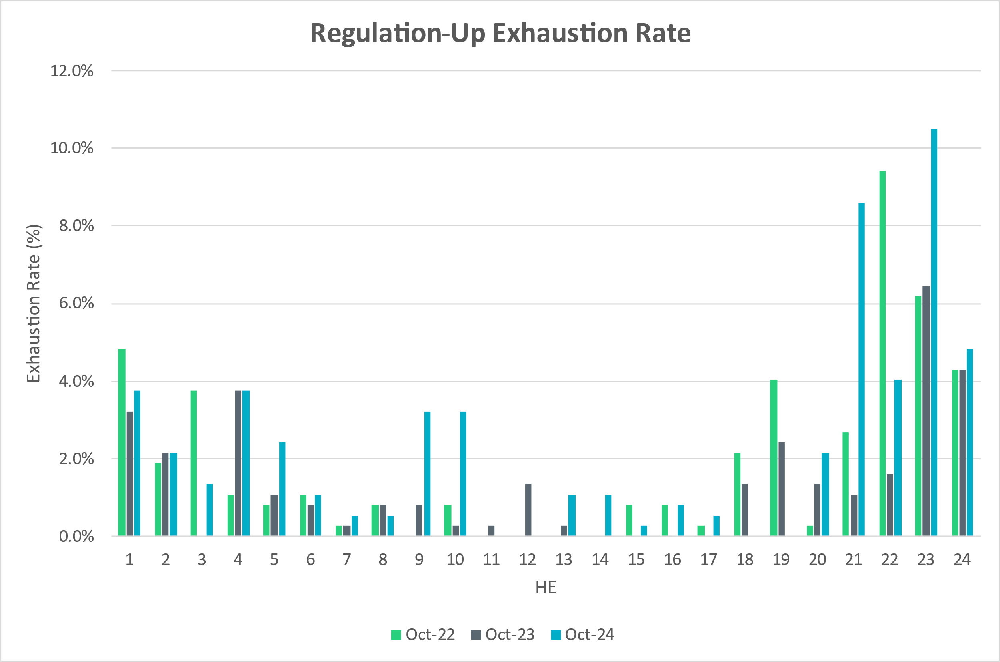 Regulation-Up Exhaustion Rate
12.0%
10.0%
8.0%
6.0%
4.0%
2.0%
0.0%
Exhaustion Rate (%)
1 2 3 4 5 6 7 8 9 10 11 12 13 14 15 16 17 18 19 20 21 22 23 24
HE
Oct-22 Oct-23 Oct-24